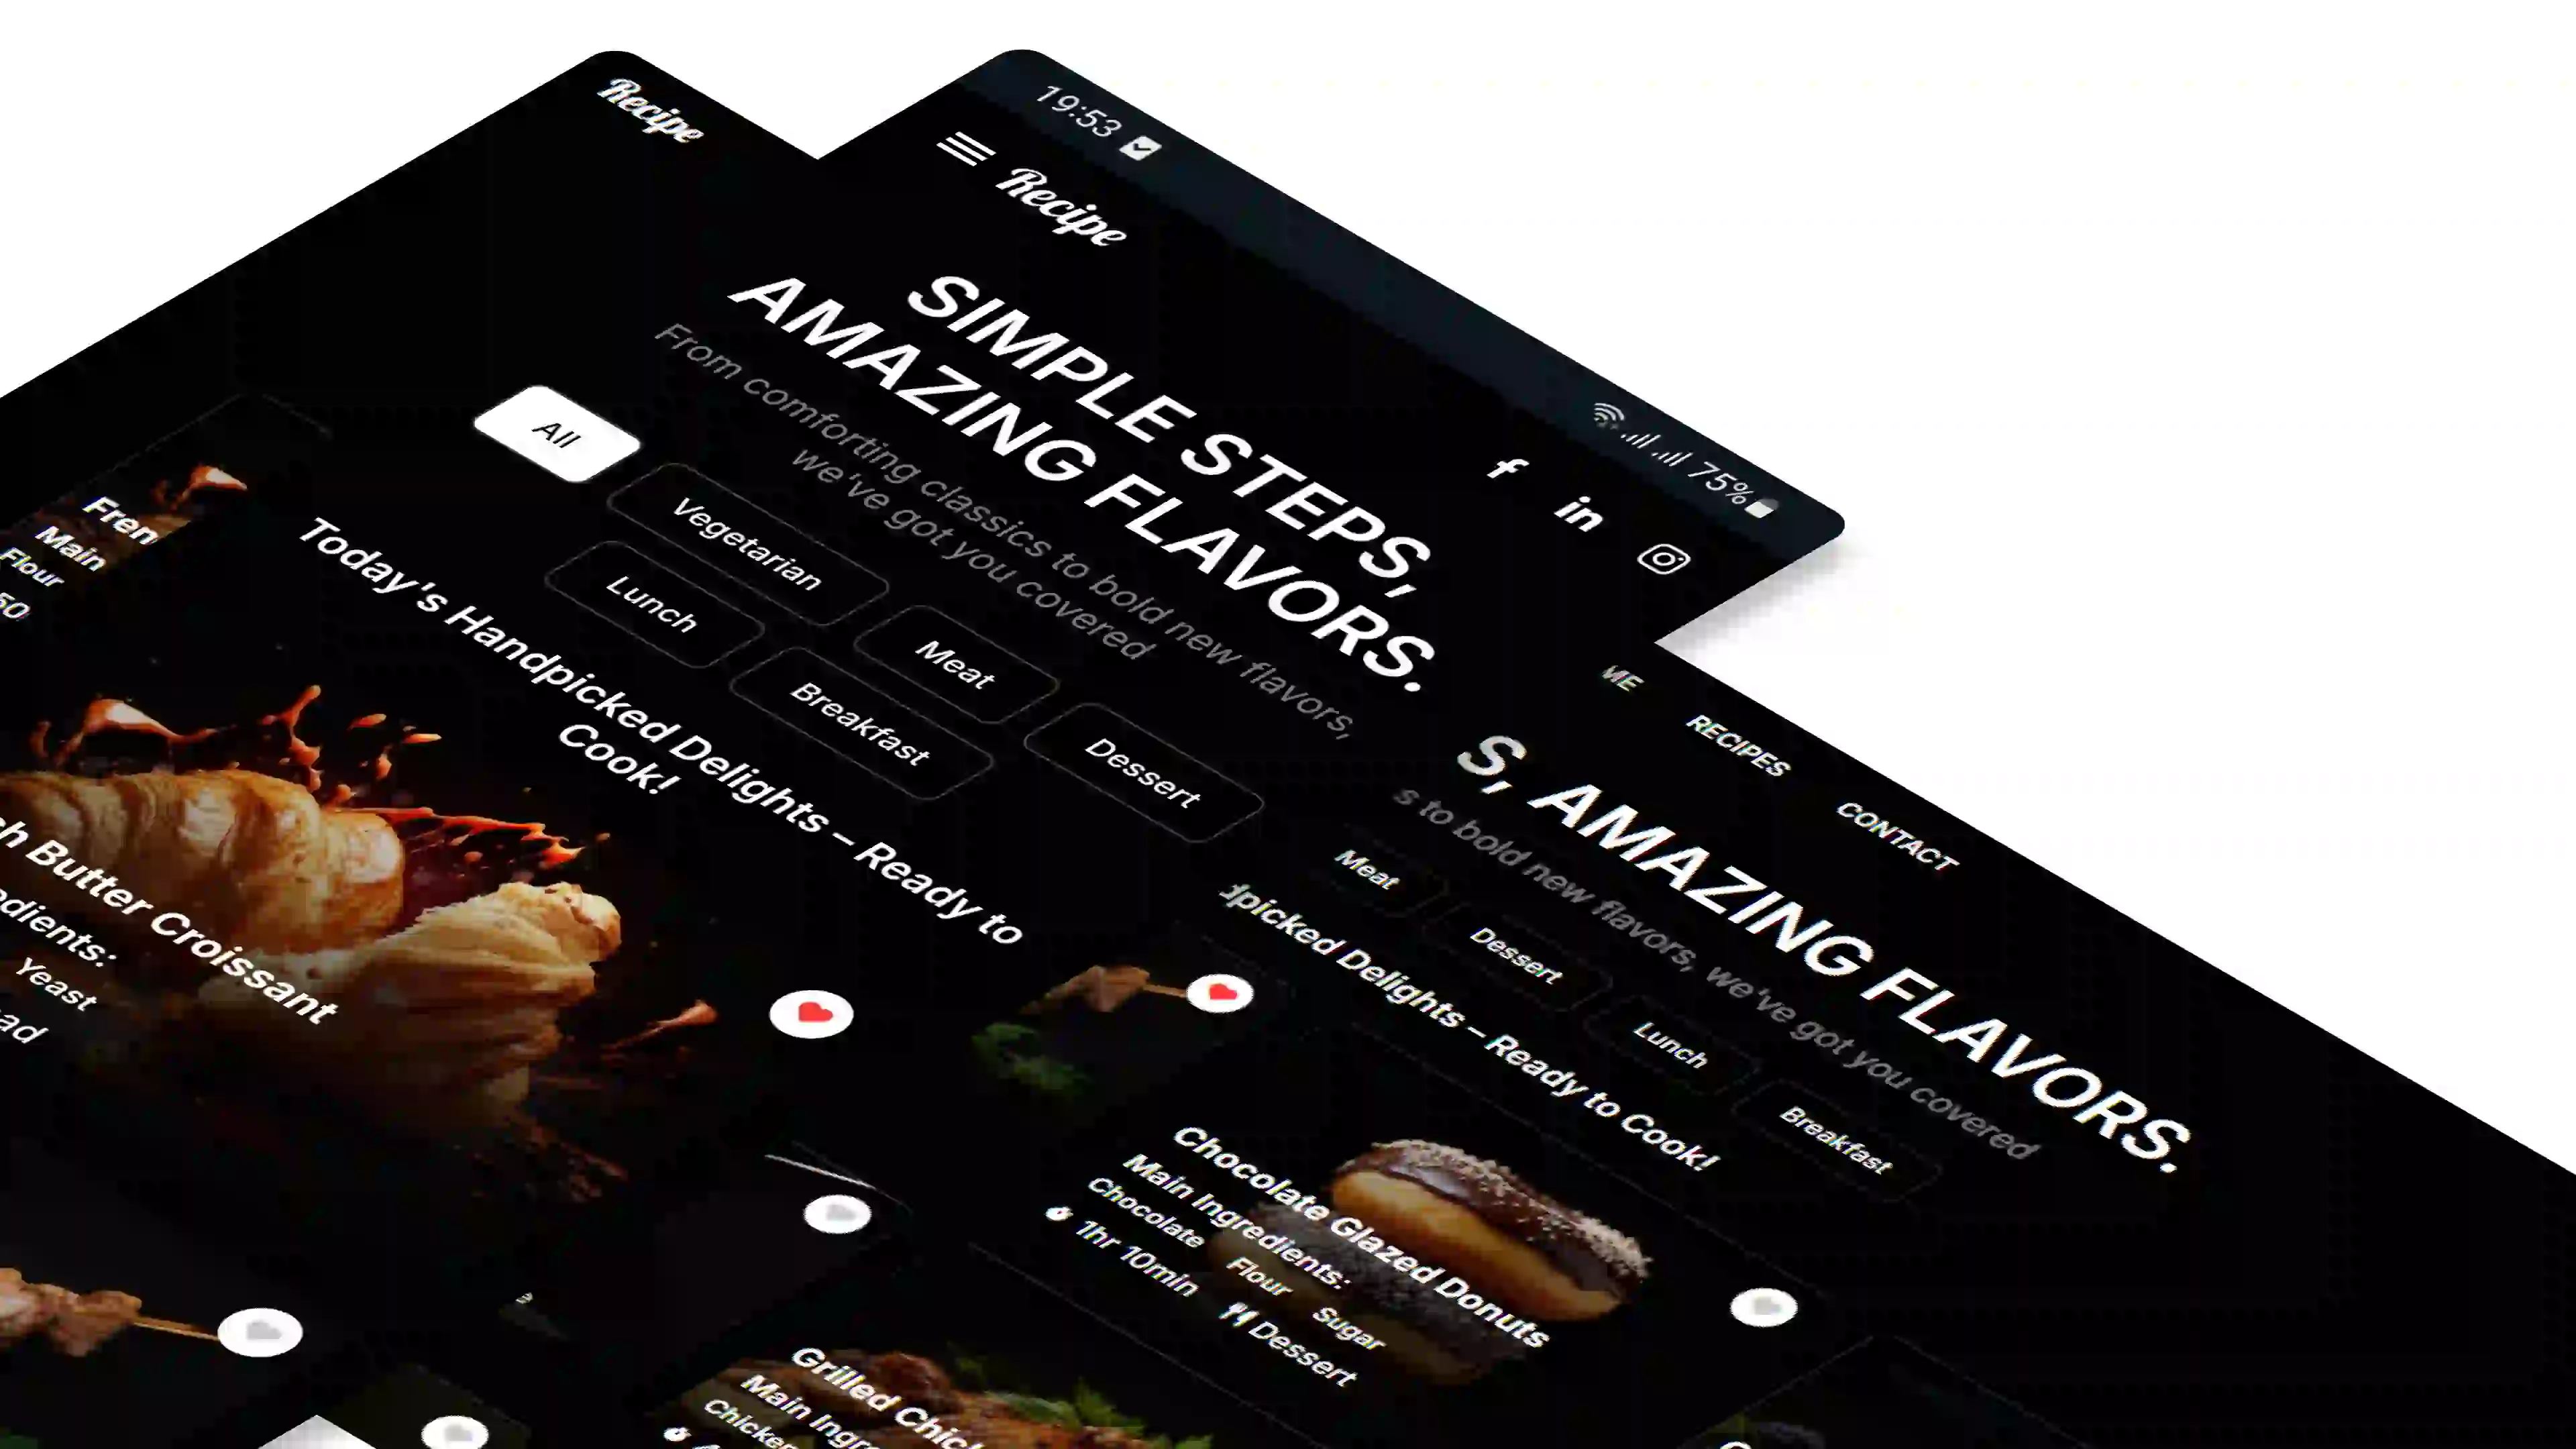 Recipe
19:53
75%
Recipe
f
in
SIMPLE STEPS,
AMAZING FLAVORS.
From comforting classics to bold new flavors,
we've got you covered
All
Vegetarian
Meat
Dessert
Lunch
Breakfast
Today's Handpicked Delights – Ready to
Cook!
Fren
Main
Flour
50
h Butter Croissant
edients:
Yeast
ad
RECIPES
CONTACT
S, AMAZING FLAVORS.
s to bold new flavors, we've got you covered
Meat
Dessert
Lunch
Breakfast
dpicked Delights – Ready to Cook!
Chocolate Glazed Donuts
Main Ingredients:
Chocolate Flour Sugar
1hr 10min Dessert
Grilled Chic
Main Ingre
Chicken